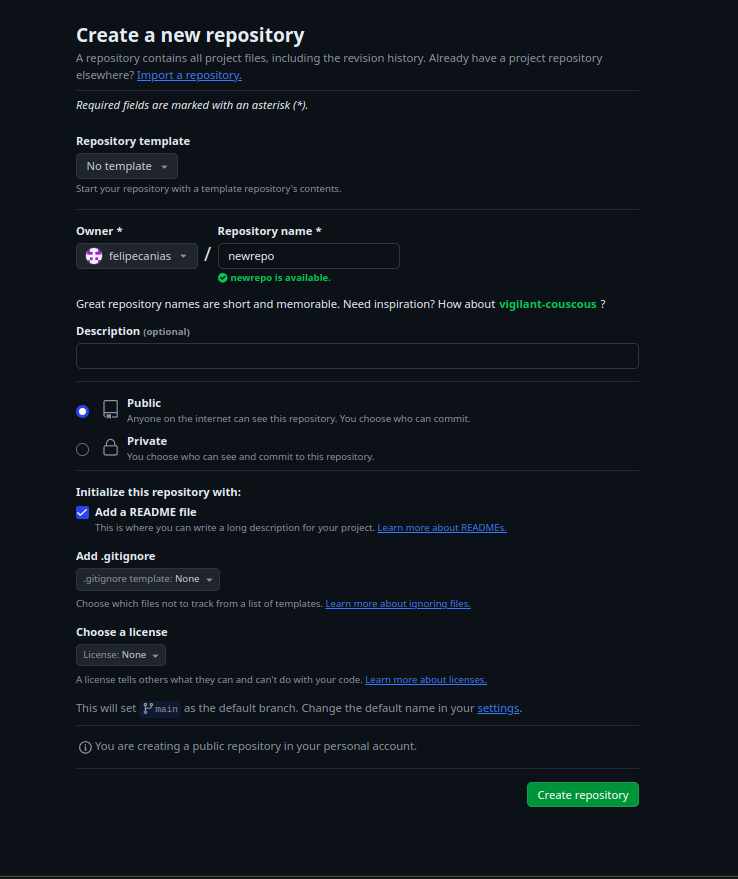 Create a new repository
A repository contains all project files, including the revision history. Already have a project repository
elsewhere? Import a repository.
Required fields are marked with an asterisk (*).
Repository template
No template
Start your repository with a template repository's contents.
Owner * Repository name *
felipecanias / newrepo
newrepo is available.
Great repository names are short and memorable. Need inspiration? How about vigilant-couscous ?
Description (optional)
Public
Anyone on the internet can see this repository. You choose who can commit.
Private
You choose who can see and commit to this repository.
Initialize this repository with:
Add a README file
This is where you can write a long description for your project. Learn more about READMEs.
Add .gitignore
.gitignore template: None
Choose which files not to track from a list of templates. Learn more about ignoring files.
Choose a license
License: None
A license tells others what they can and can't do with your code. Learn more about licenses.
This will set main as the default branch. Change the default name in your settings.
You are creating a public repository in your personal account.
Create repository